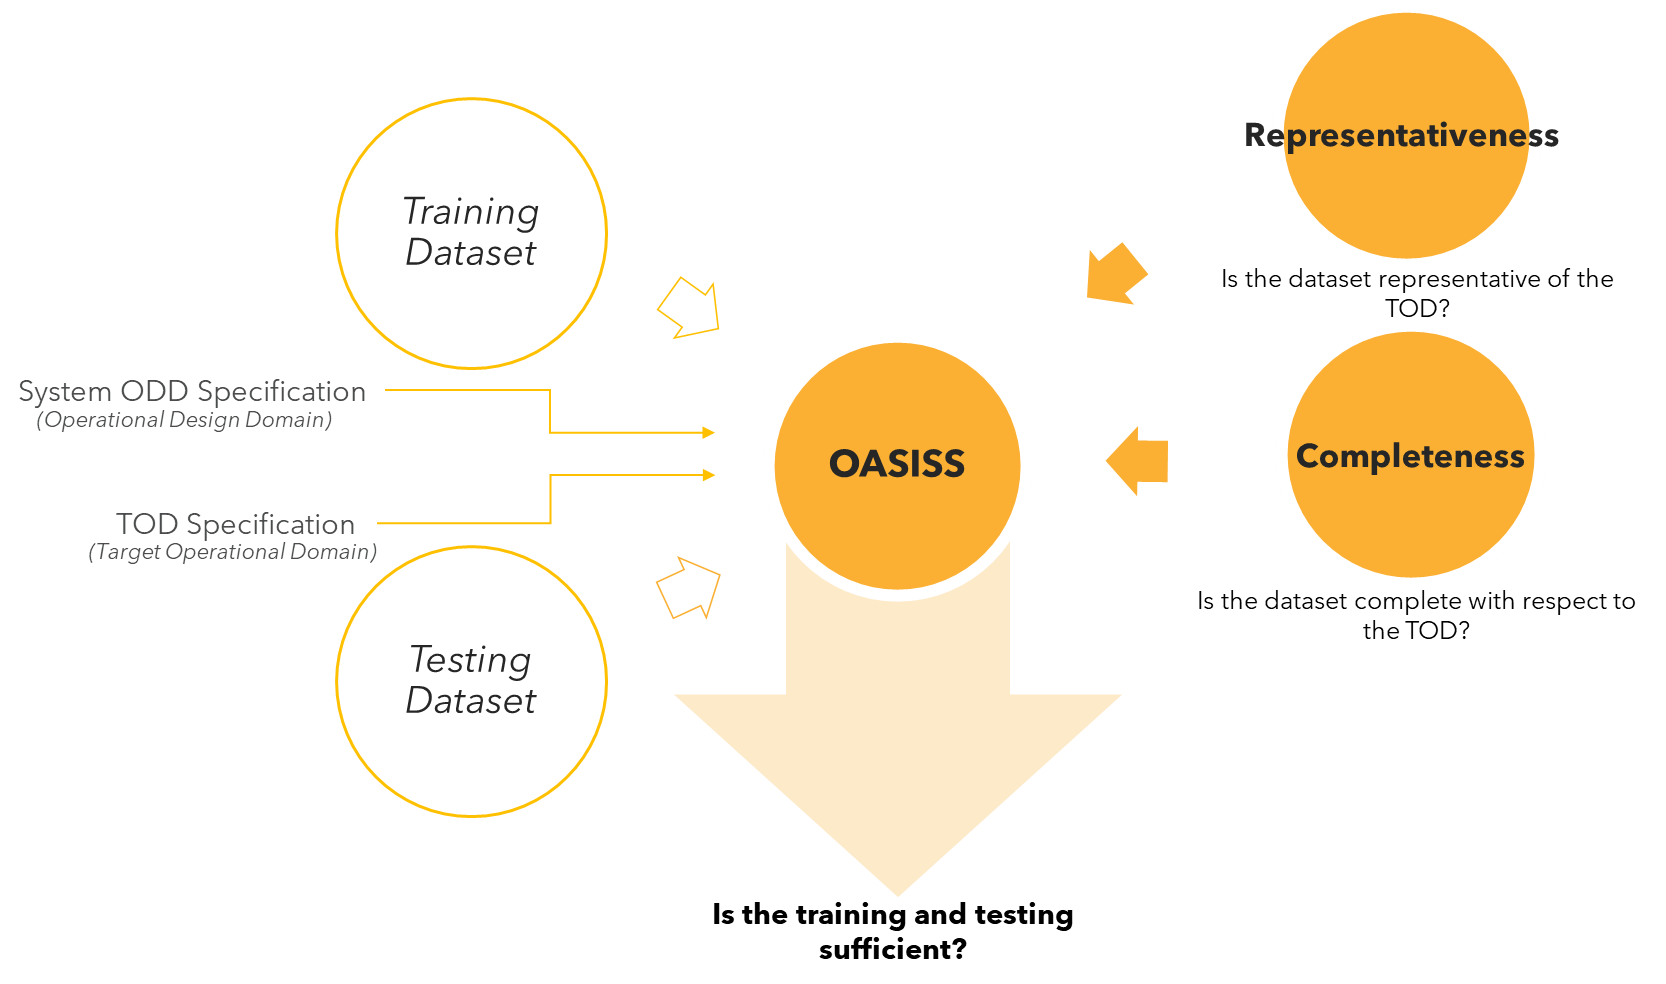 Training
Dataset
System ODD Specification
(Operational Design Domain)
TOD Specification
(Target Operational Domain)
Testing
Dataset
OASISS
Representativeness
Is the dataset representative of the
TOD?
Completeness
Is the dataset complete with respect to
the TOD?
Is the training and testing
sufficient?